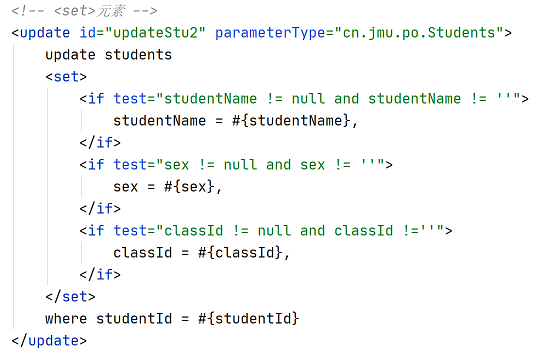 <!-- <set>元素 -->
<update id="updateStu2" parameterType="cn.jmu.po.Students">
    update students
    <set>
        <if test="studentName != null and studentName != ''">
            studentName = #{studentName},
        </if>
        <if test="sex != null and sex != ''">
            sex = #{sex},
        </if>
        <if test="classId != null and classId !=''">
            classId = #{classId},
        </if>
    </set>
    where studentId = #{studentId}
</update>